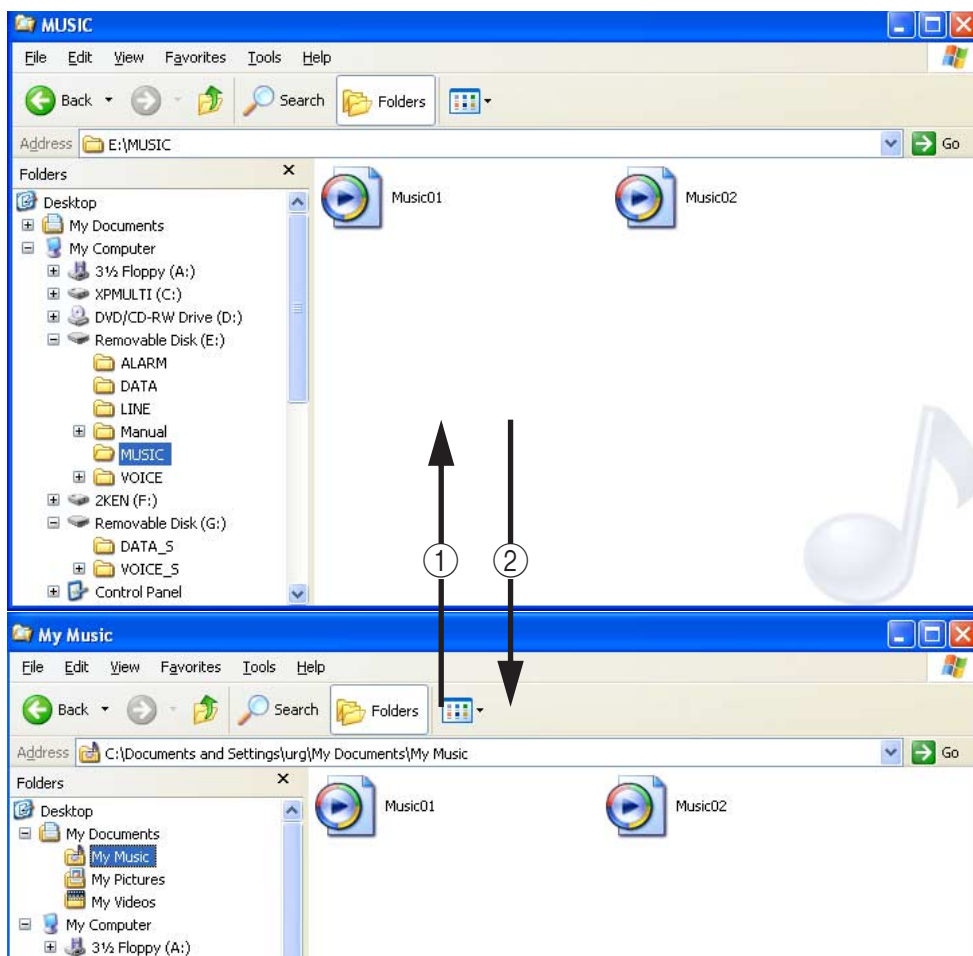 MUSIC
File Edit View Favorites Tools Help
Back Search Folders
Address E:\MUSIC Go
Folders
Desktop
My Documents
My Computer
3½ Floppy (A:)
XPMULTI (C:)
DVD/CD-RW Drive (D:)
Removable Disk (E:)
ALARM
DATA
LINE
Manual
MUSIC
VOICE
2KEN (F:)
Removable Disk (G:)
DATA_S
VOICE_S
Control Panel
Music01 Music02
① ②
My Music
File Edit View Favorites Tools Help
Back Search Folders
Address C:\Documents and Settings\urg\My Documents\My Music Go
Folders
Desktop
My Documents
My Music
My Pictures
My Videos
My Computer
3½ Floppy (A:)
Music01 Music02